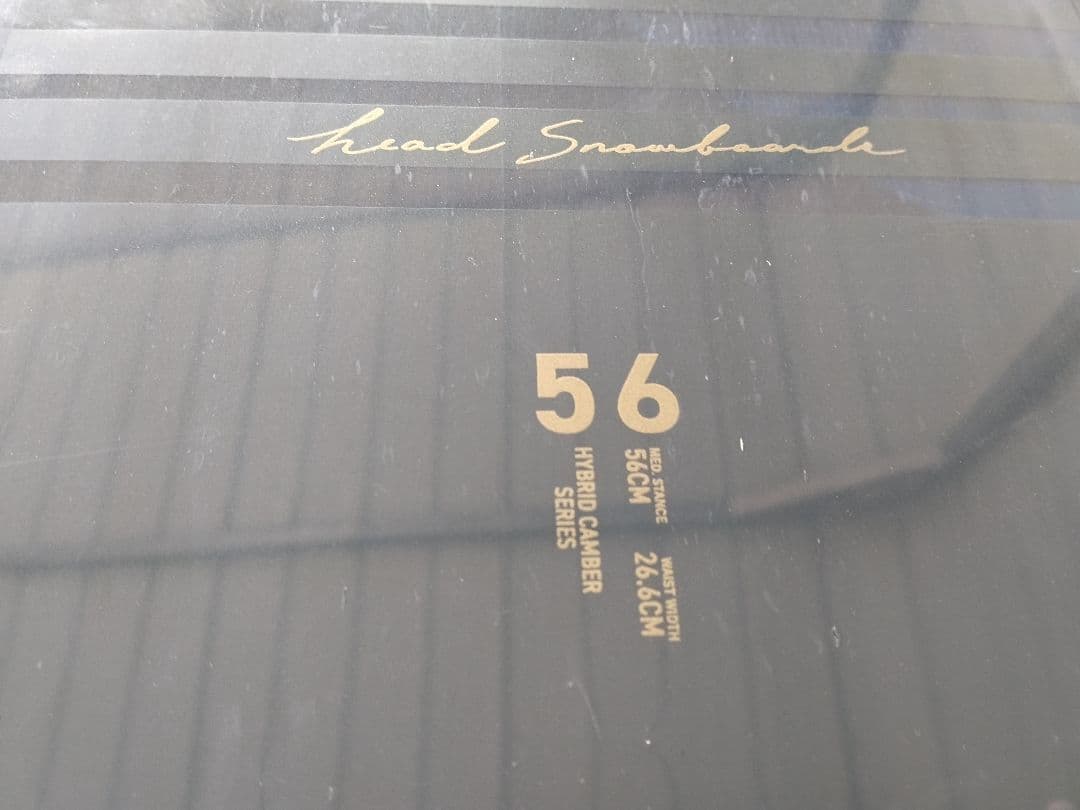 head Snowboards
56
MED. STANCE
56CM
WAIST WIDTH
26.6CM
HYBRID CAMBER
SERIES